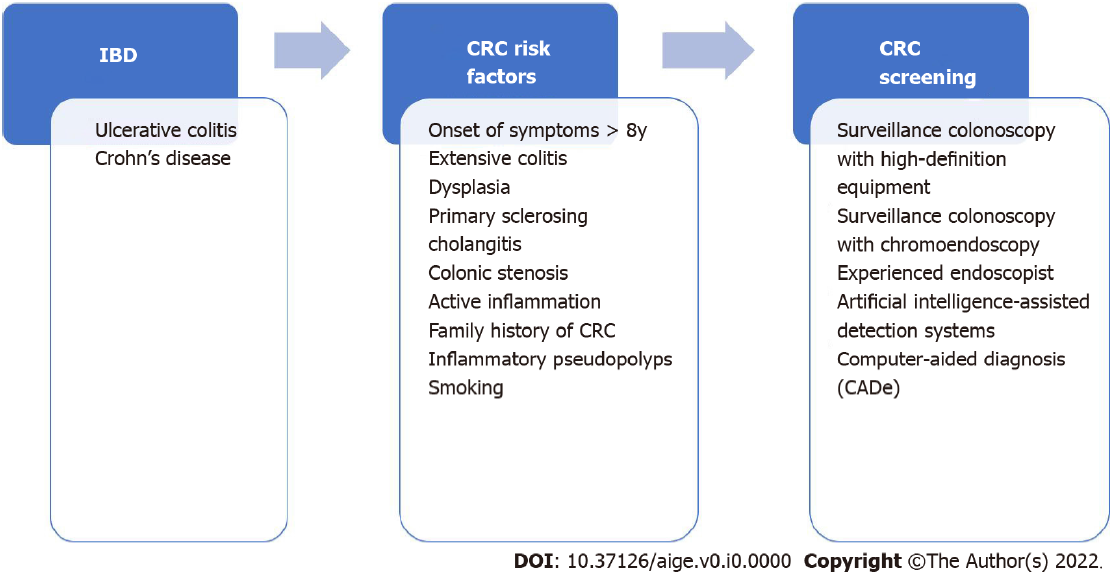 IBD
Ulcerative colitis
Crohn’s disease
CRC risk
factors
Onset of symptoms > 8y
Extensive colitis
Dysplasia
Primary sclerosing
cholangitis
Colonic stenosis
Active inflammation
Family history of CRC
Inflammatory pseudopolyps
Smoking
CRC
screening
Surveillance colonoscopy
with high-definition
equipment
Surveillance colonoscopy
with chromoendoscopy
Experienced endoscopist
Artificial intelligence-assisted
detection systems
Computer-aided diagnosis
(CADe)
DOI: 10.37126/aige.v0.i0.0000 Copyright ©The Author(s) 2022.